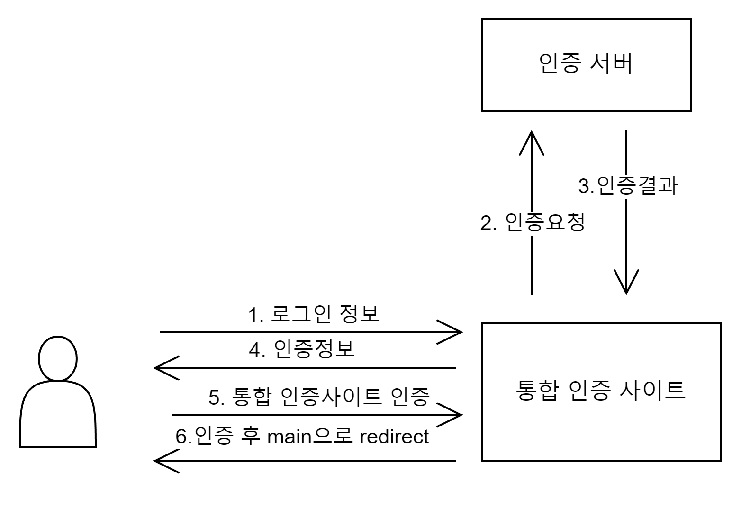 인증 서버
3.인증결과
2. 인증요청
1. 로그인 정보
4. 인증정보
통합 인증 사이트
5. 통합 인증사이트 인증
6.인증 후 main으로 redirect